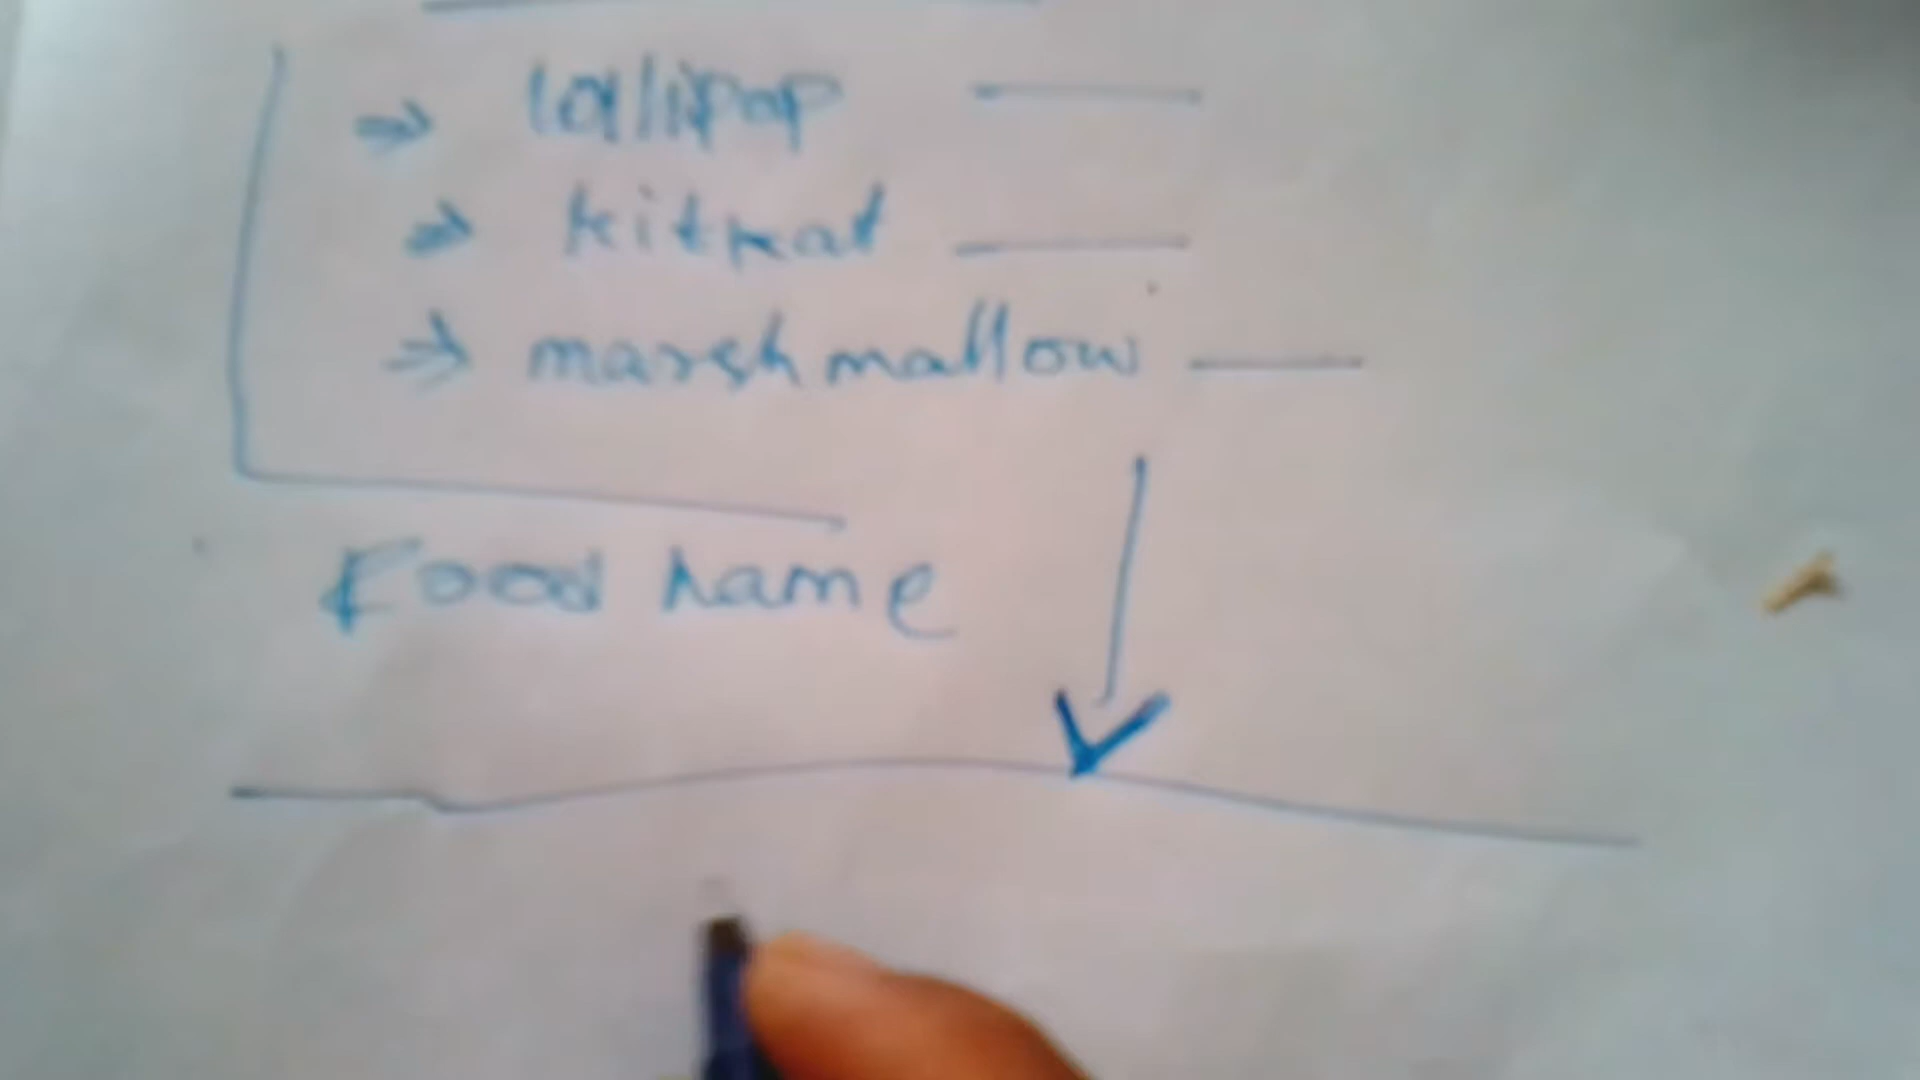 ⇒ lollipop ——
⇒ kitkat ——
⇒ marshmallow ——
Food name